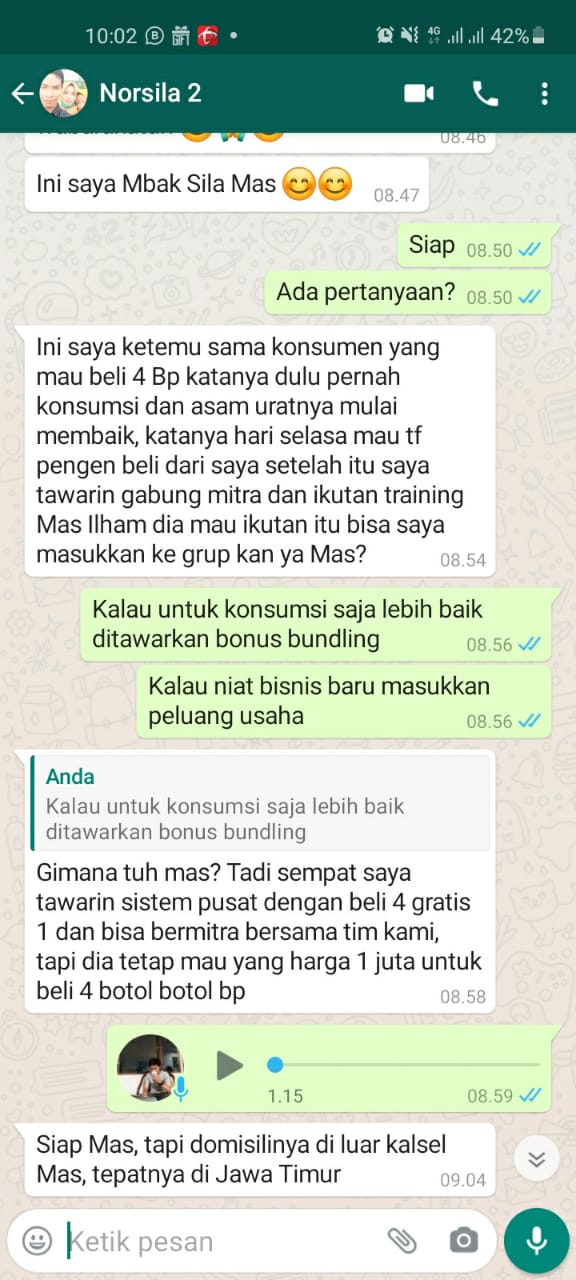 10:02
4G
42%
Norsila 2
08.46
Ini saya Mbak Sila Mas 😊😊
08.47
Siap
08.50
Ada pertanyaan?
08.50
Ini saya ketemu sama konsumen yang
mau beli 4 Bp katanya dulu pernah
konsumsi dan asam uratnya mulai
membaik, katanya hari selasa mau tf
pengen beli dari saya setelah itu saya
tawarin gabung mitra dan ikutan training
Mas Ilham dia mau ikutan itu bisa saya
masukkan ke grup kan ya Mas?
08.54
Kalau untuk konsumsi saja lebih baik
ditawarkan bonus bundling
08.56
Kalau niat bisnis baru masukkan
peluang usaha
08.56
Anda
Kalau untuk konsumsi saja lebih baik
ditawarkan bonus bundling
Gimana tuh mas? Tadi sempat saya
tawarin sistem pusat dengan beli 4 gratis
1 dan bisa bermitra bersama tim kami,
tapi dia tetap mau yang harga 1 juta untuk
beli 4 botol botol bp
08.58
1.15
08.59
Siap Mas, tapi domisilinya di luar kalsel
Mas, tepatnya di Jawa Timur
09.04
Ketik pesan